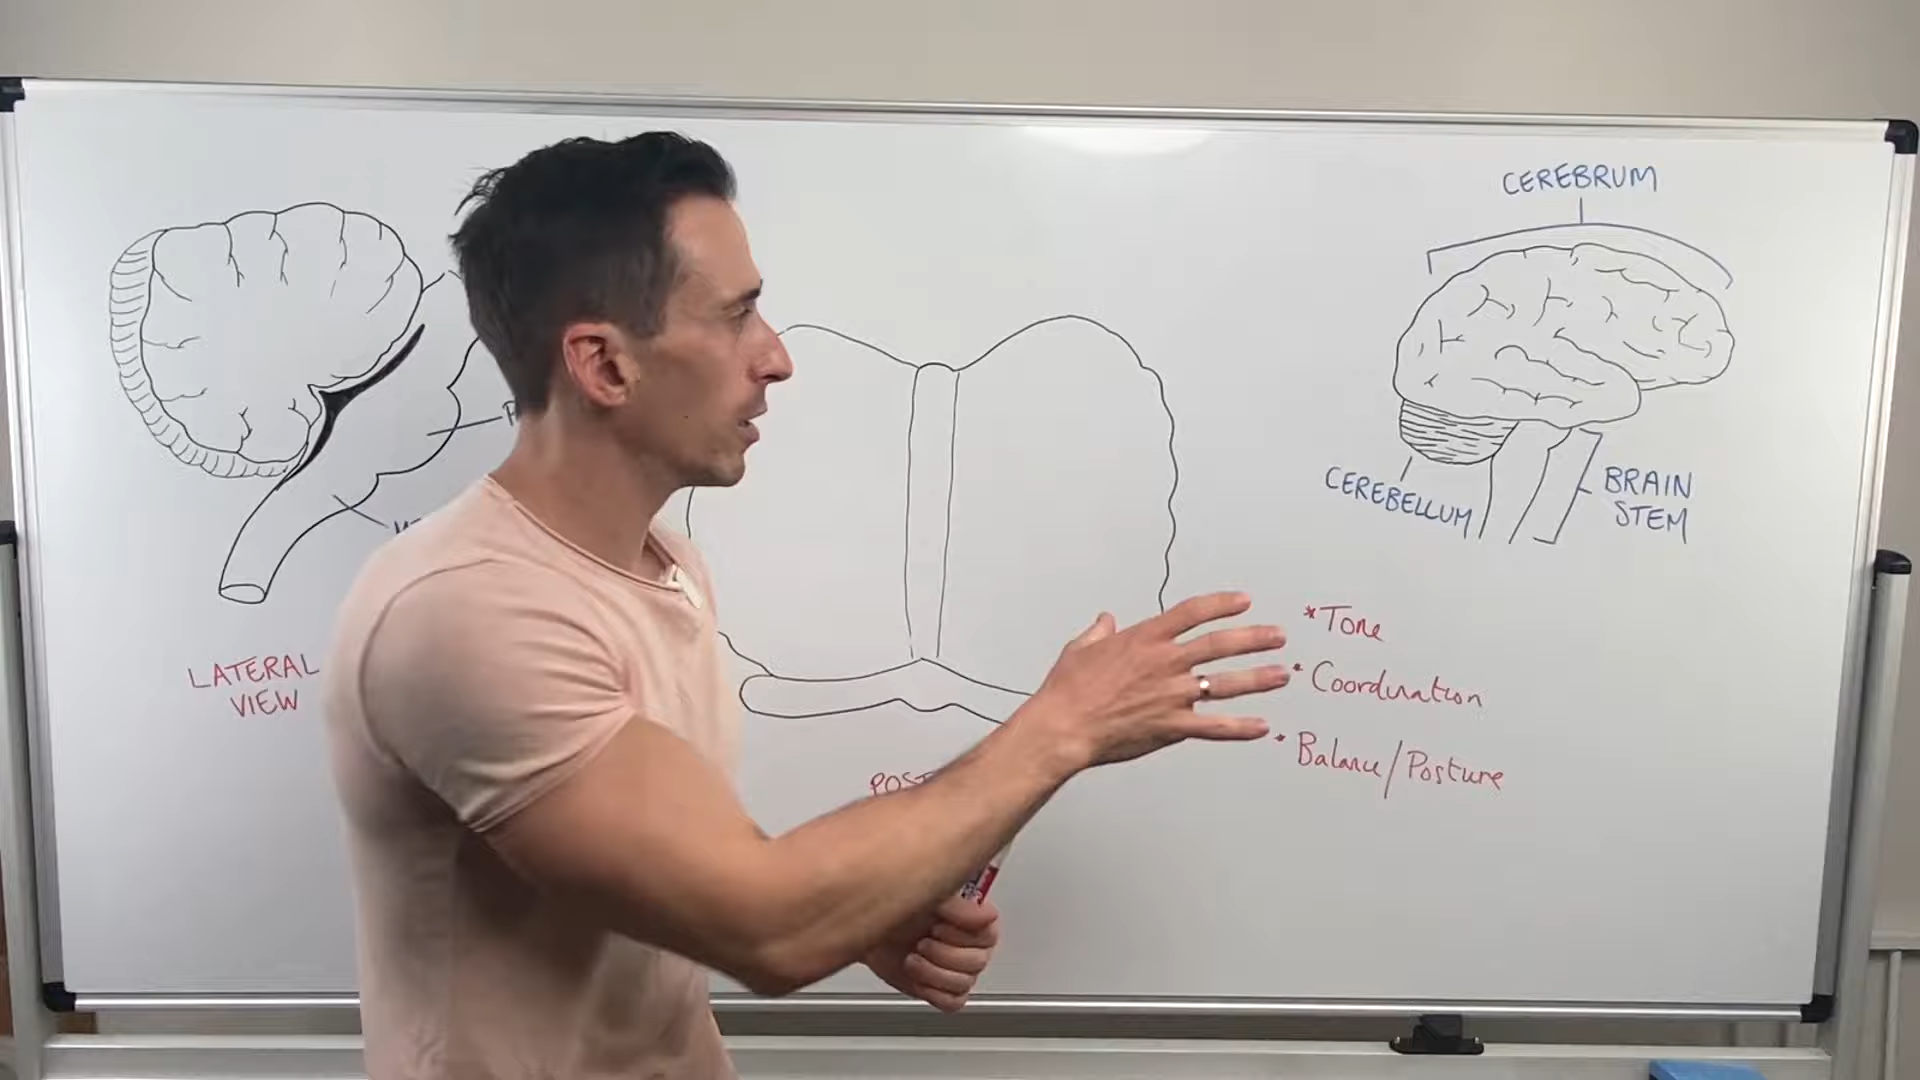 CEREBRUM
CEREBELLUM
BRAIN
STEM
LATERAL
VIEW
*Tone
*Coordination
*Balance/Posture